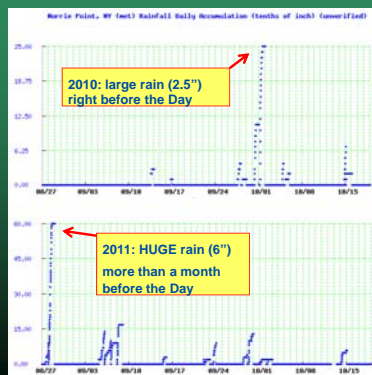 Norrie Point, NY (met) Rainfall Daily Accumulation (tenths of inch) (unverified)
25.00
2010: large rain (2.5”)
right before the Day
18.75
12.50
6.25
0.00
08/27 09/03 09/10 09/17 09/24 10/01 10/08 10/15
60.00
2011: HUGE rain (6”)
more than a month
before the Day
45.00
30.00
15.00
0.00
08/27 09/03 09/10 09/17 09/24 10/01 10/08 10/15